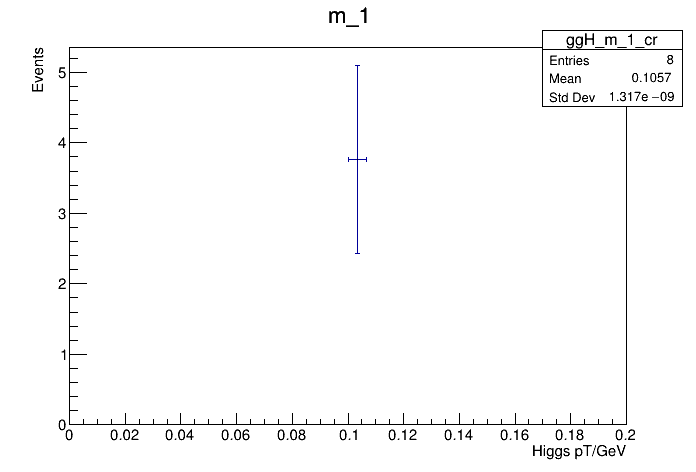 m_1
ggH_m_1_cr
Entries 8
Mean 0.1057
Std Dev 1.317e−09
Events
5
4
3
2
1
0
0 0.02 0.04 0.06 0.08 0.1 0.12 0.14 0.16 0.18 0.2
Higgs pT/GeV